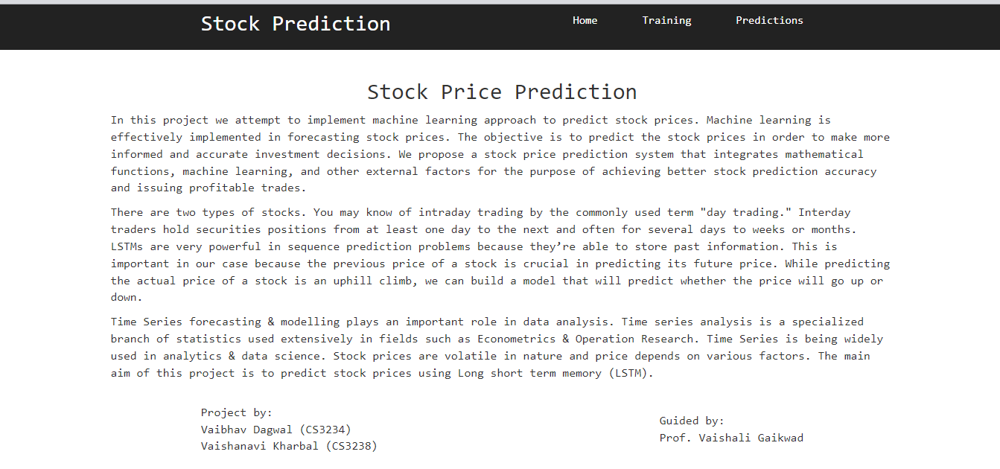 Stock Prediction Home Training Predictions
Stock Price Prediction
In this project we attempt to implement machine learning approach to predict stock prices. Machine learning is
effectively implemented in forecasting stock prices. The objective is to predict the stock prices in order to make more
informed and accurate investment decisions. We propose a stock price prediction system that integrates mathematical
functions, machine learning, and other external factors for the purpose of achieving better stock prediction accuracy
and issuing profitable trades.
There are two types of stocks. You may know of intraday trading by the commonly used term "day trading." Interday
traders hold securities positions from at least one day to the next and often for several days to weeks or months.
LSTMs are very powerful in sequence prediction problems because they’re able to store past information. This is
important in our case because the previous price of a stock is crucial in predicting its future price. While predicting
the actual price of a stock is an uphill climb, we can build a model that will predict whether the price will go up or
down.
Time Series forecasting & modelling plays an important role in data analysis. Time series analysis is a specialized
branch of statistics used extensively in fields such as Econometrics & Operation Research. Time Series is being widely
used in analytics & data science. Stock prices are volatile in nature and price depends on various factors. The main
aim of this project is to predict stock prices using Long short term memory (LSTM).
Project by:
Vaibhav Dagwal (CS3234)
Vaishanavi Kharbal (CS3238)
Guided by:
Prof. Vaishali Gaikwad